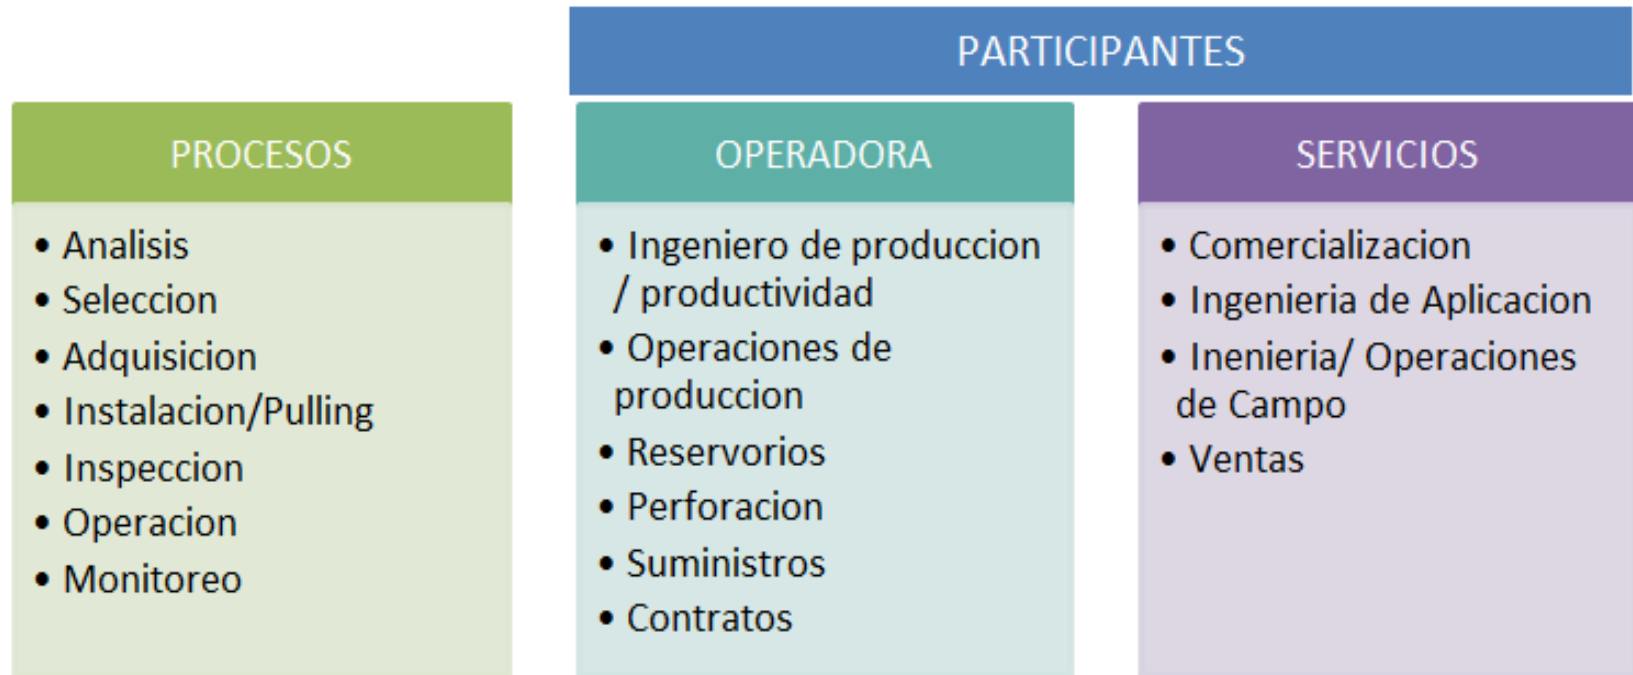 PARTICIPANTES
PROCESOS
• Analisis
• Seleccion
• Adquisicion
• Instalacion/Pulling
• Inspeccion
• Operacion
• Monitoreo
OPERADORA
• Ingeniero de produccion
/ productividad
• Operaciones de
produccion
• Reservorios
• Perforacion
• Suministros
• Contratos
SERVICIOS
• Comercializacion
• Ingenieria de Aplicacion
• Inenieria/ Operaciones
de Campo
• Ventas